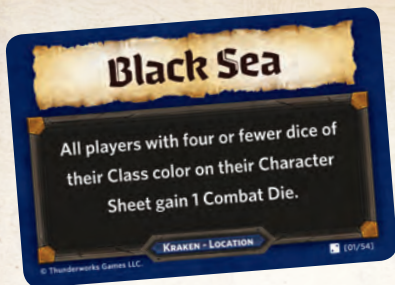 Black Sea
All players with four or fewer dice of
their Class color on their Character
Sheet gain 1 Combat Die.
Kraken - Location
© Thunderworks Games LLC.
(01/54)